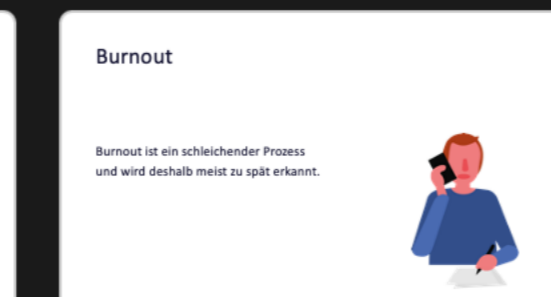 Burnout
Burnout ist ein schleichender Prozess
und wird deshalb meist zu spät erkannt.